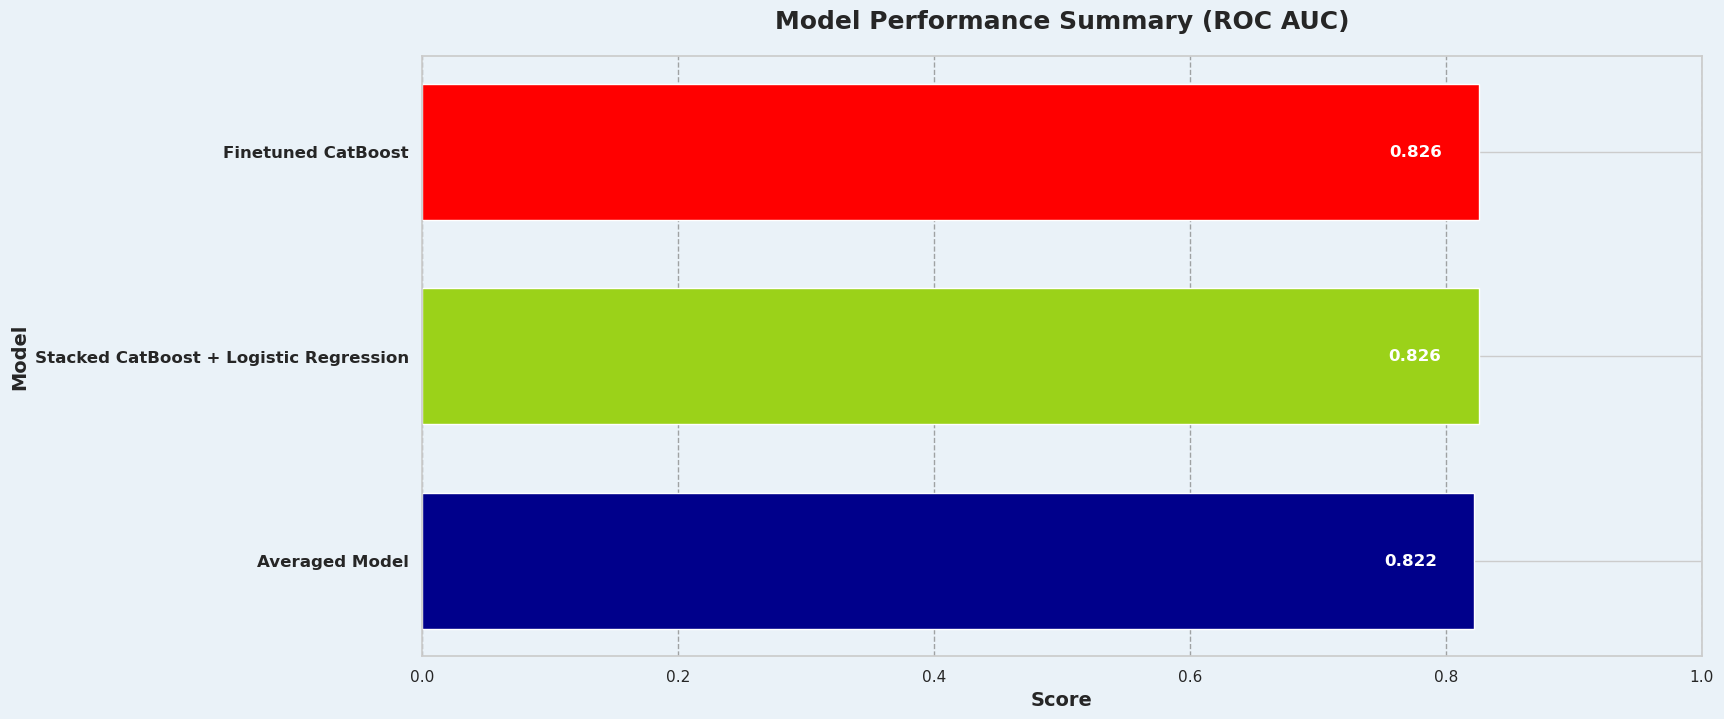 Model Performance Summary (ROC AUC)
Model
Finetuned CatBoost
0.826
Stacked CatBoost + Logistic Regression
0.826
Averaged Model
0.822
0.0 0.2 0.4 0.6 0.8 1.0
Score